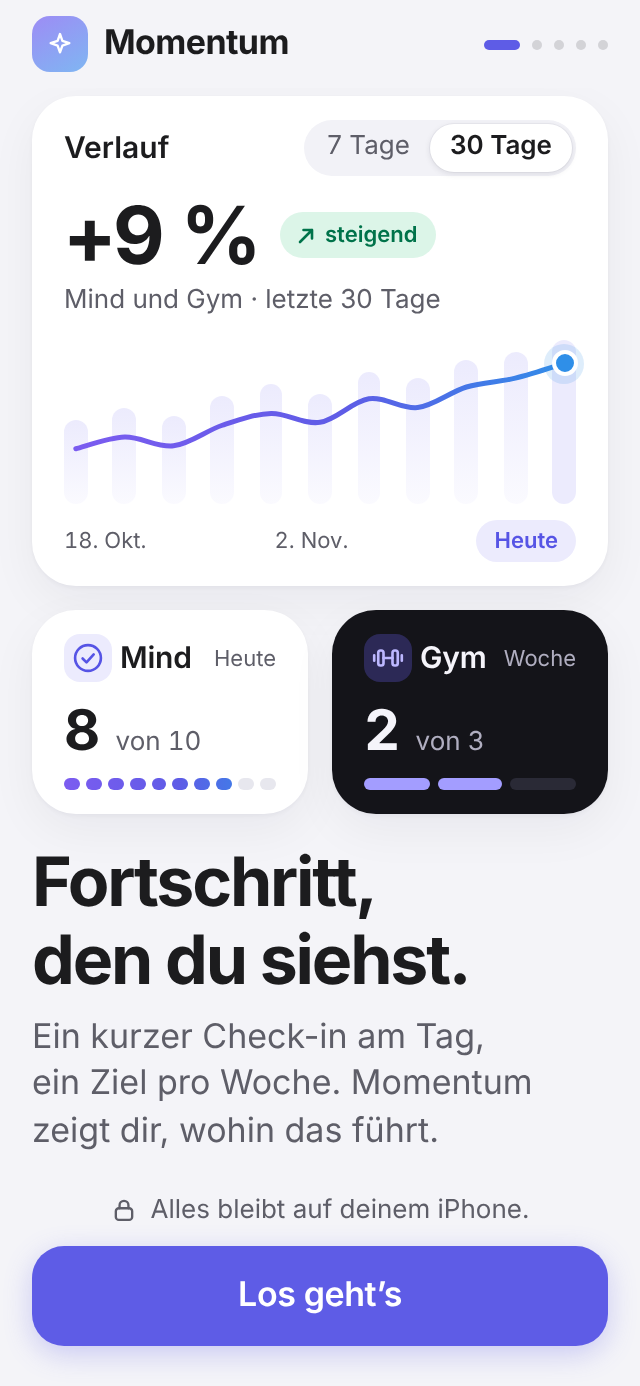 Momentum
Verlauf
7 Tage
30 Tage
+9 %
steigend
Mind und Gym · letzte 30 Tage
18. Okt.
2. Nov.
Heute
Mind
Heute
8 von 10
Gym
Woche
2 von 3
Fortschritt,
den du siehst.
Ein kurzer Check-in am Tag,
ein Ziel pro Woche. Momentum
zeigt dir, wohin das führt.
Alles bleibt auf deinem iPhone.
Los geht’s